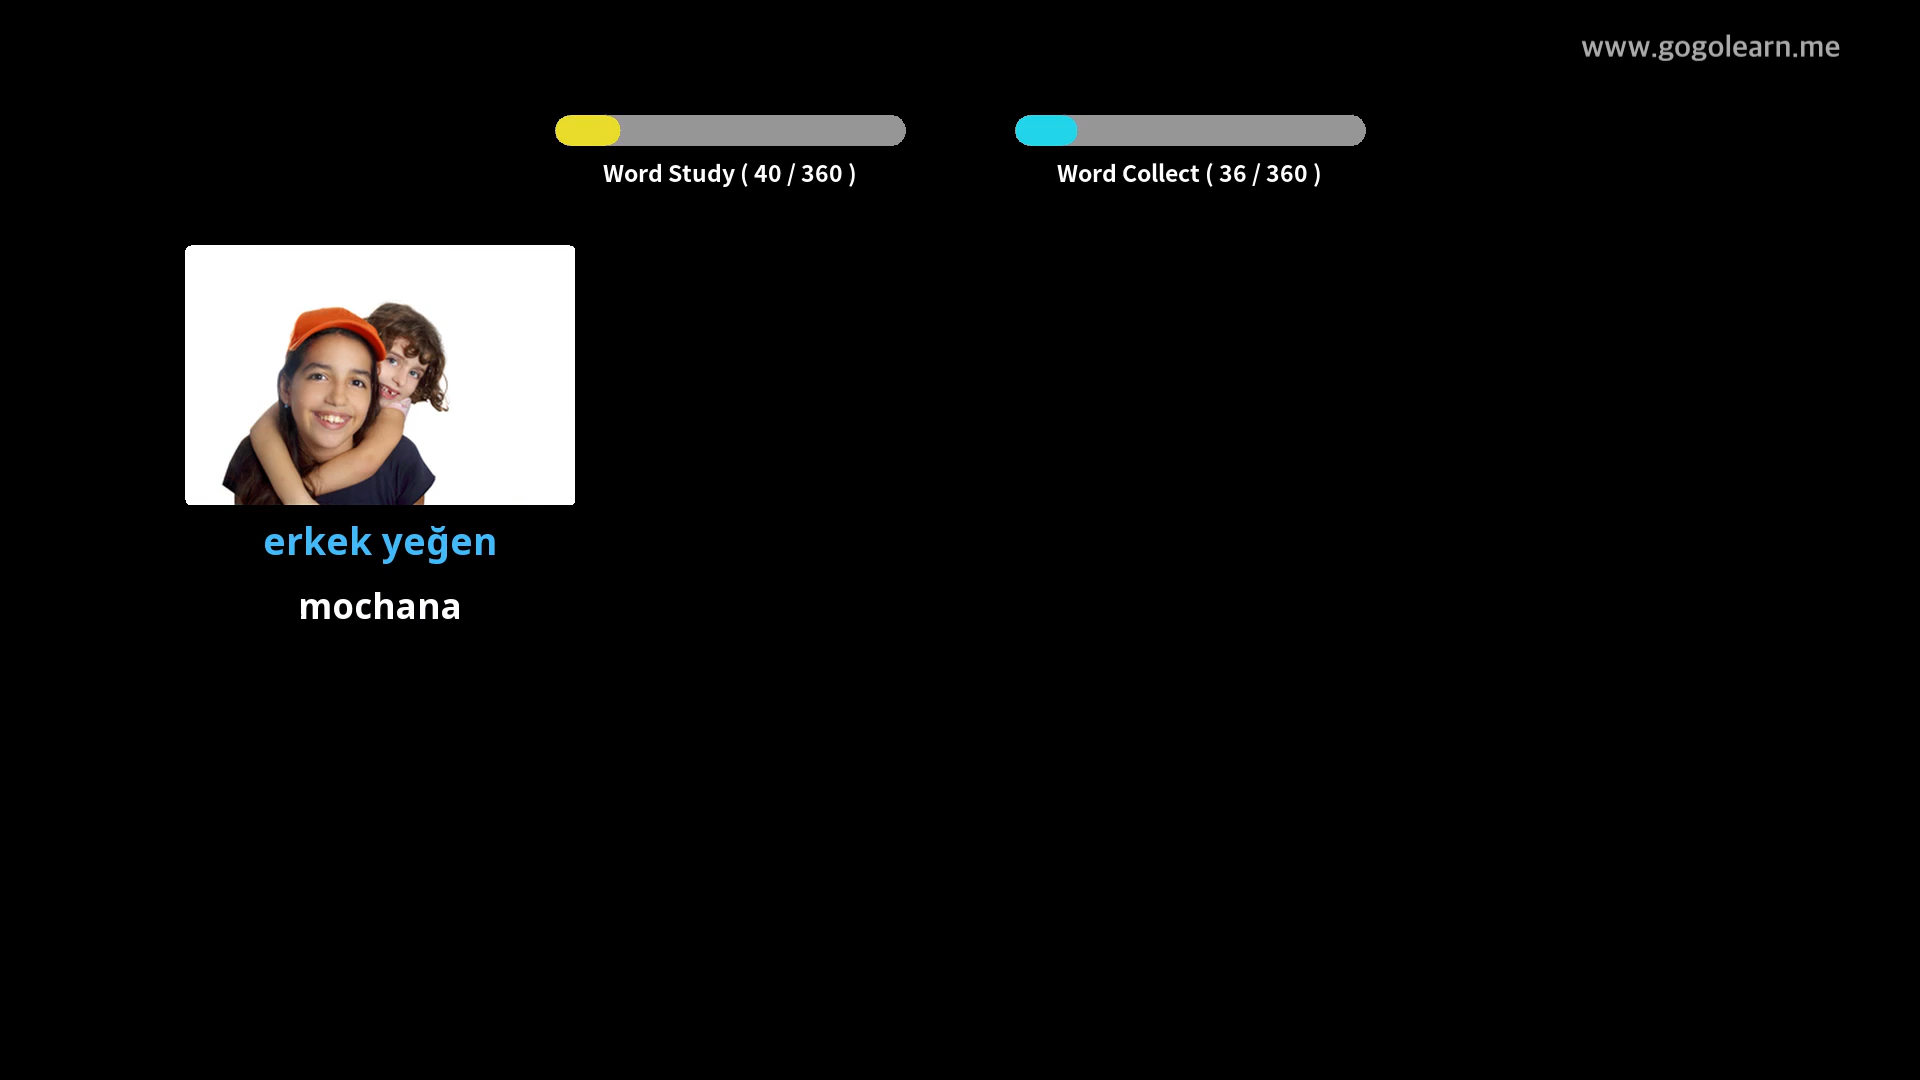 www.gogolearn.me
Word Study ( 40 / 360 )
Word Collect ( 36 / 360 )
erkek yeğen
mochana